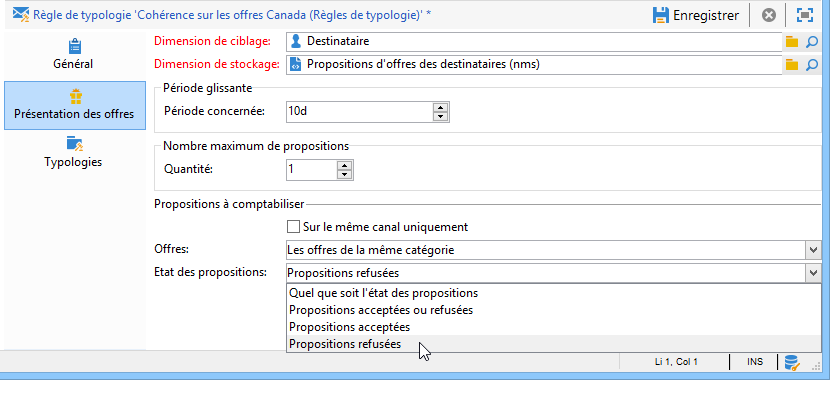 Règle de typologie 'Cohérence sur les offres Canada (Règles de typologie)' *
Enregistrer
Général
Présentation des offres
Typologies
Dimension de ciblage: Destinataire
Dimension de stockage: Propositions d'offres des destinataires (nms)
Période glissante
Période concernée: 10d
Nombre maximum de propositions
Quantité: 1
Propositions à comptabiliser
Sur le même canal uniquement
Offres: Les offres de la même catégorie
Etat des propositions: Propositions refusées
Quel que soit l'état des propositions
Propositions acceptées ou refusées
Propositions acceptées
Propositions refusées
Li 1, Col 1 INS